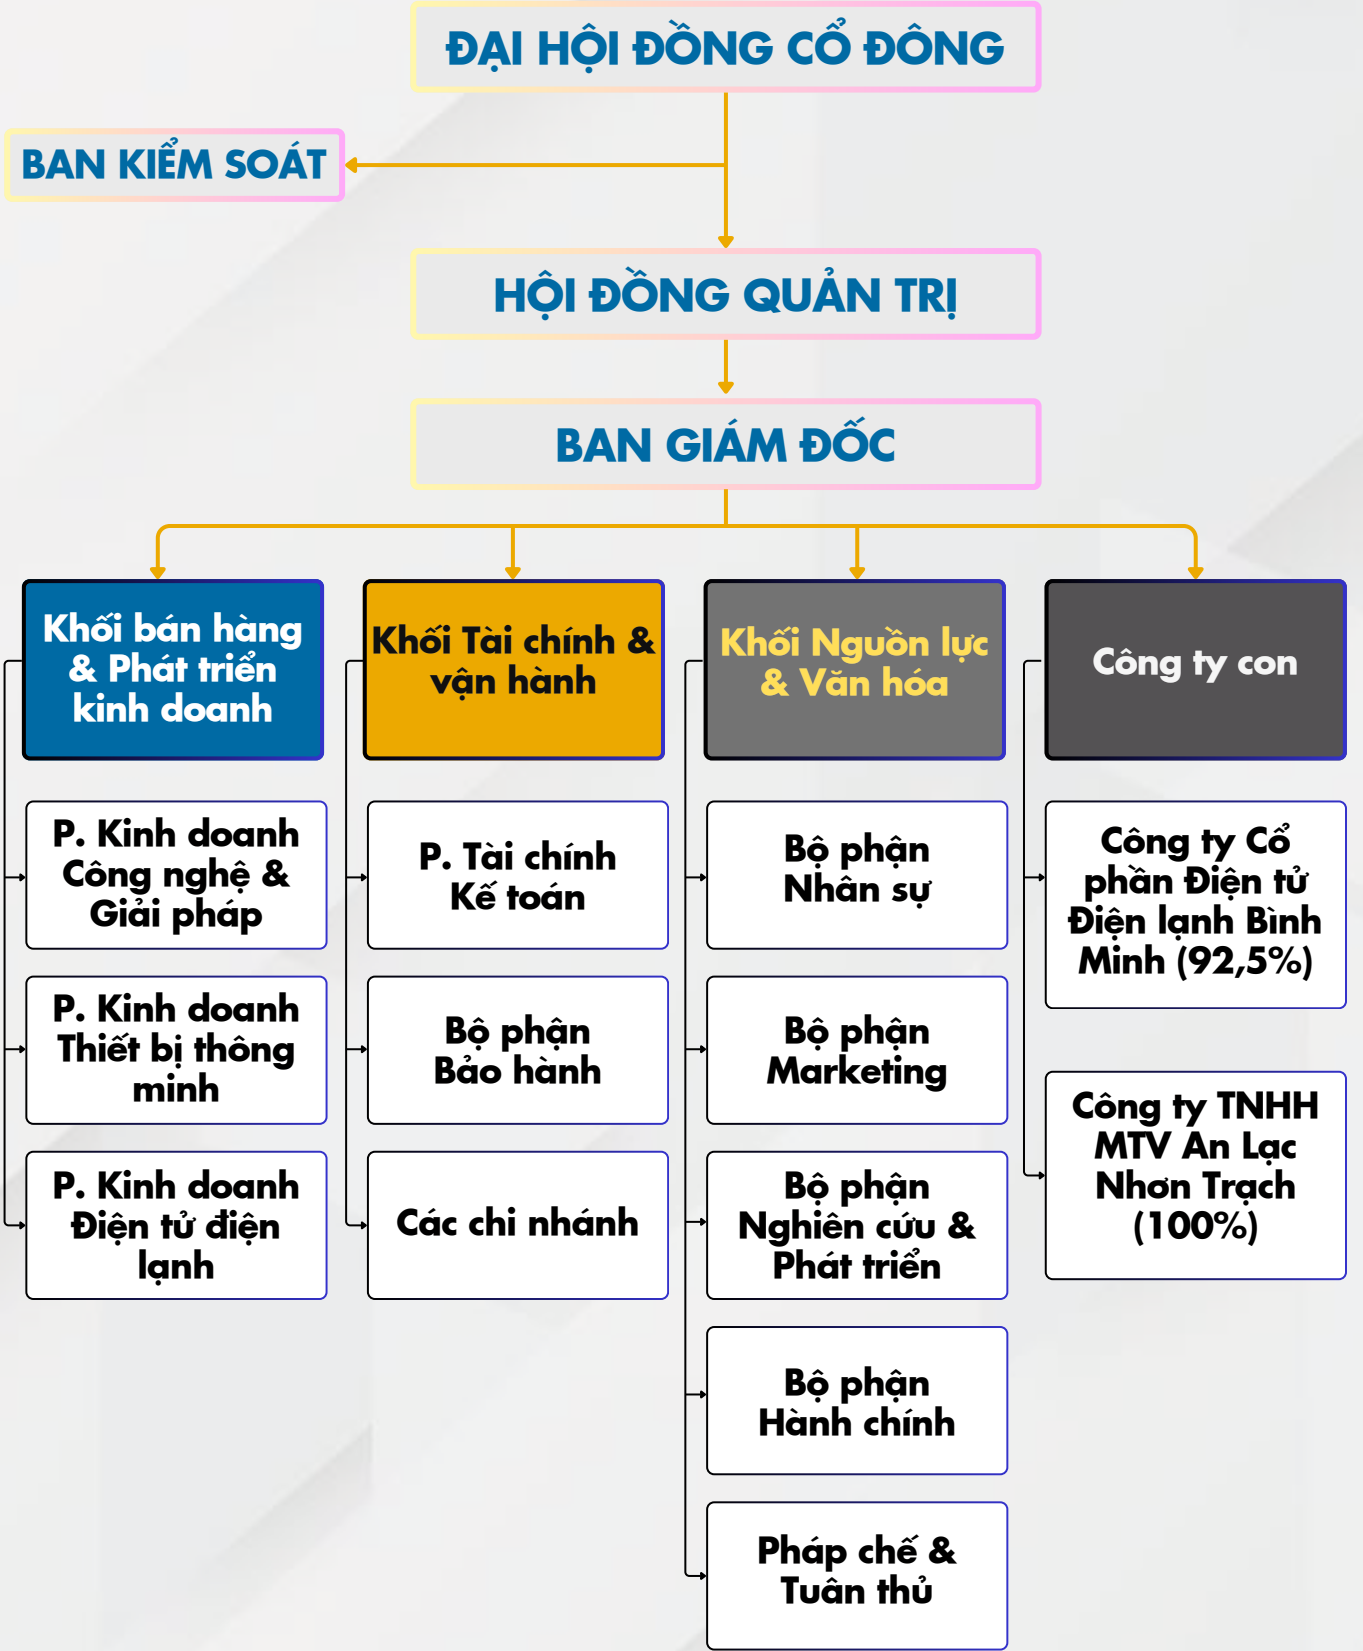 ĐẠI HỘI ĐỒNG CỔ ĐÔNG
BAN KIỂM SOÁT
HỘI ĐỒNG QUẢN TRỊ
BAN GIÁM ĐỐC
Khối bán hàng
& Phát triển
kinh doanh
P. Kinh doanh
Công nghệ &
Giải pháp
P. Kinh doanh
Thiết bị thông
minh
P. Kinh doanh
Điện tử điện
lạnh
Khối Tài chính &
vận hành
P. Tài chính
Kế toán
Bộ phận
Bảo hành
Các chi nhánh
Khối Nguồn lực
& Văn hóa
Bộ phận
Nhân sự
Bộ phận
Marketing
Bộ phận
Nghiên cứu &
Phát triển
Bộ phận
Hành chính
Pháp chế &
Tuân thủ
Công ty con
Công ty Cổ
phần Điện tử
Điện lạnh Bình
Minh (92,5%)
Công ty TNHH
MTV An Lạc
Nhơn Trạch
(100%)